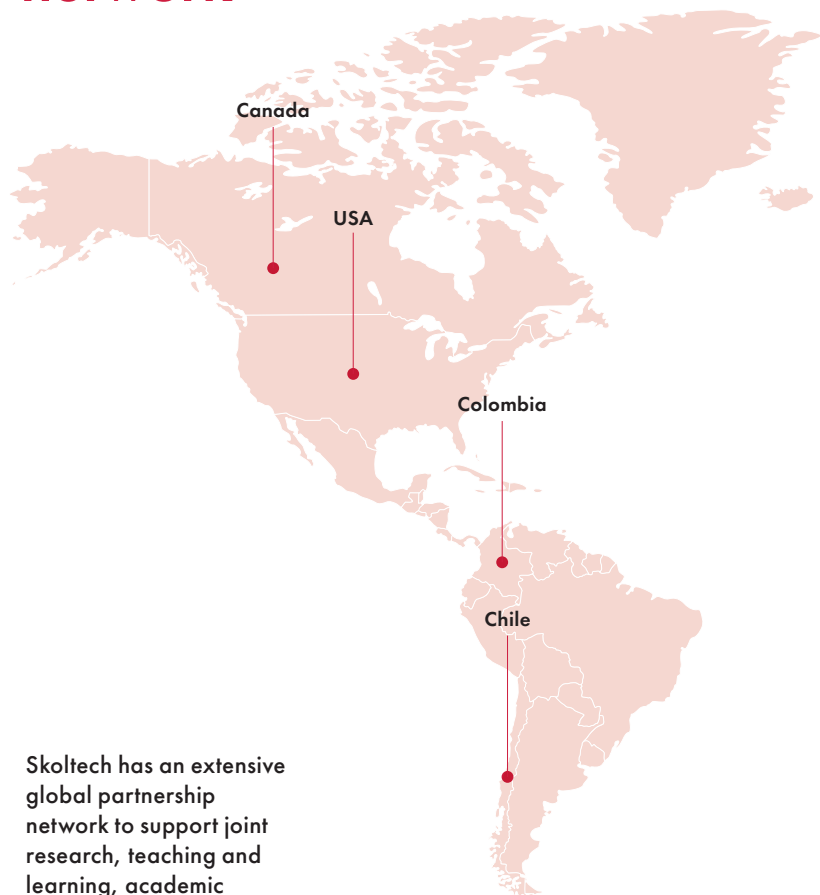 Canada
USA
Colombia
Chile
Skoltech has an extensive
global partnership
network to support joint
research, teaching and
learning, academic